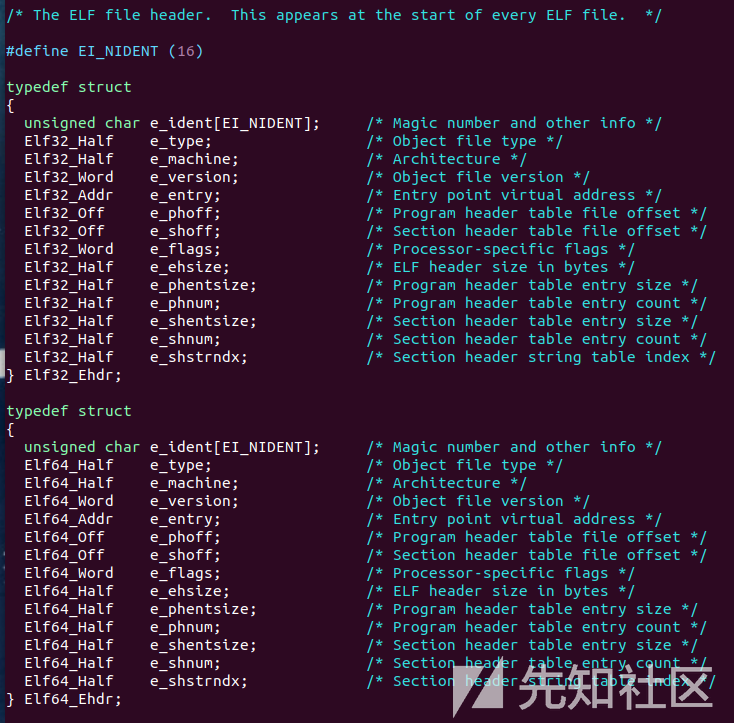 /* The ELF file header.  This appears at the start of every ELF file.  */
#define EI_NIDENT (16)
typedef struct
{
  unsigned char e_ident[EI_NIDENT];     /* Magic number and other info */
  Elf32_Half    e_type;                 /* Object file type */
  Elf32_Half    e_machine;              /* Architecture */
  Elf32_Word    e_version;              /* Object file version */
  Elf32_Addr    e_entry;                /* Entry point virtual address */
  Elf32_Off     e_phoff;                /* Program header table file offset */
  Elf32_Off     e_shoff;                /* Section header table file offset */
  Elf32_Word    e_flags;                /* Processor-specific flags */
  Elf32_Half    e_ehsize;               /* ELF header size in bytes */
  Elf32_Half    e_phentsize;            /* Program header table entry size */
  Elf32_Half    e_phnum;                /* Program header table entry count */
  Elf32_Half    e_shentsize;            /* Section header table entry size */
  Elf32_Half    e_shnum;                /* Section header table entry count */
  Elf32_Half    e_shstrndx;             /* Section header string table index */
} Elf32_Ehdr;
typedef struct
{
  unsigned char e_ident[EI_NIDENT];     /* Magic number and other info */
  Elf64_Half    e_type;                 /* Object file type */
  Elf64_Half    e_machine;              /* Architecture */
  Elf64_Word    e_version;              /* Object file version */
  Elf64_Addr    e_entry;                /* Entry point virtual address */
  Elf64_Off     e_phoff;                /* Program header table file offset */
  Elf64_Off     e_shoff;                /* Section header table file offset */
  Elf64_Word    e_flags;                /* Processor-specific flags */
  Elf64_Half    e_ehsize;               /* ELF header size in bytes */
  Elf64_Half    e_phentsize;            /* Program header table entry size */
  Elf64_Half    e_phnum;                /* Program header table entry count */
  Elf64_Half    e_shentsize;            /* Section header table entry size */
  Elf64_Half    e_shnum;                /* Section header table entry count */
  Elf64_Half    e_shstrndx;             /* Section header string table index */
} Elf64_Ehdr;
先知社区